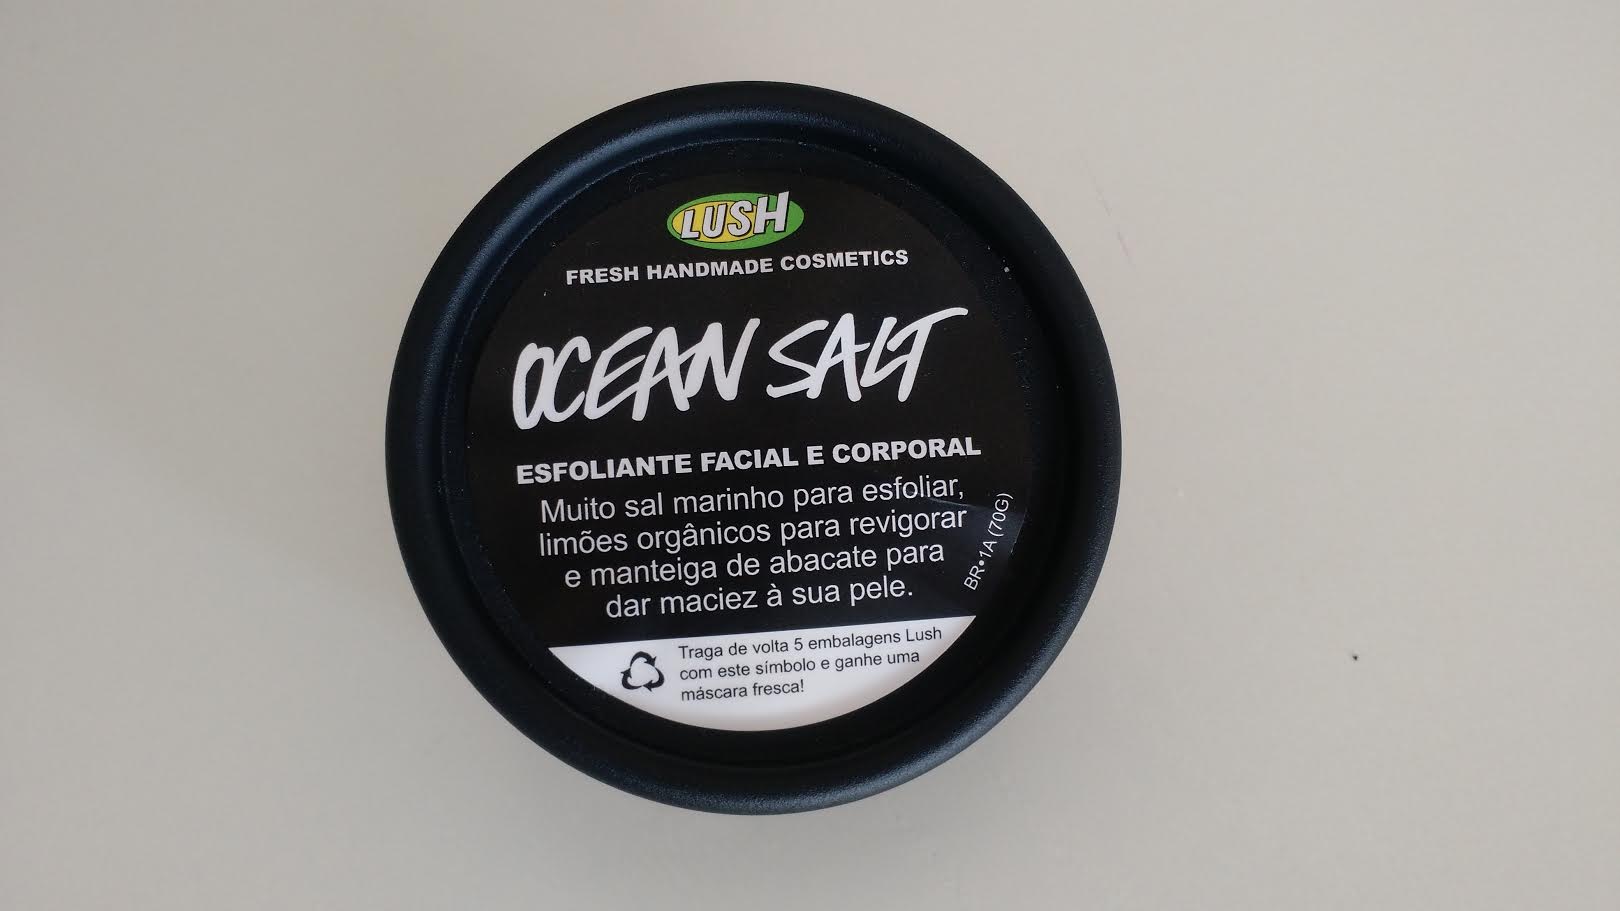 LUSH
FRESH HANDMADE COSMETICS
OCEAN SALT
ESFOLIANTE FACIAL E CORPORAL
Muito sal marinho para esfoliar,
limões orgânicos para revigorar
e manteiga de abacate para
dar maciez à sua pele.
BR•1A (70G)
Traga de volta 5 embalagens Lush
com este símbolo e ganhe uma
máscara fresca!